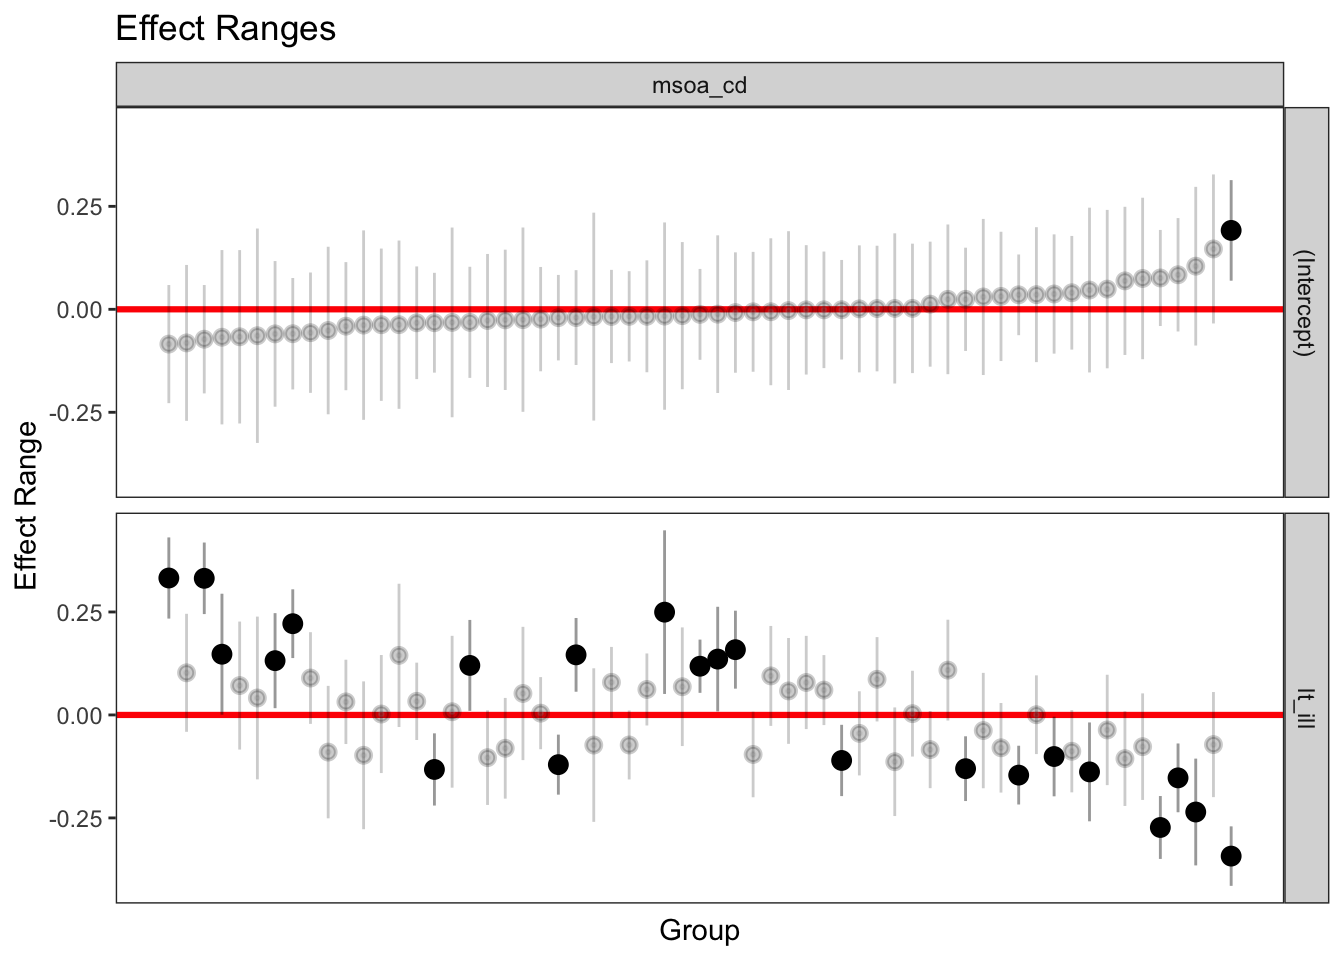 Effect Ranges
msoa_cd
(Intercept)
0.25
0.00
-0.25
Effect Range
lt_ill
0.25
0.00
-0.25
Group